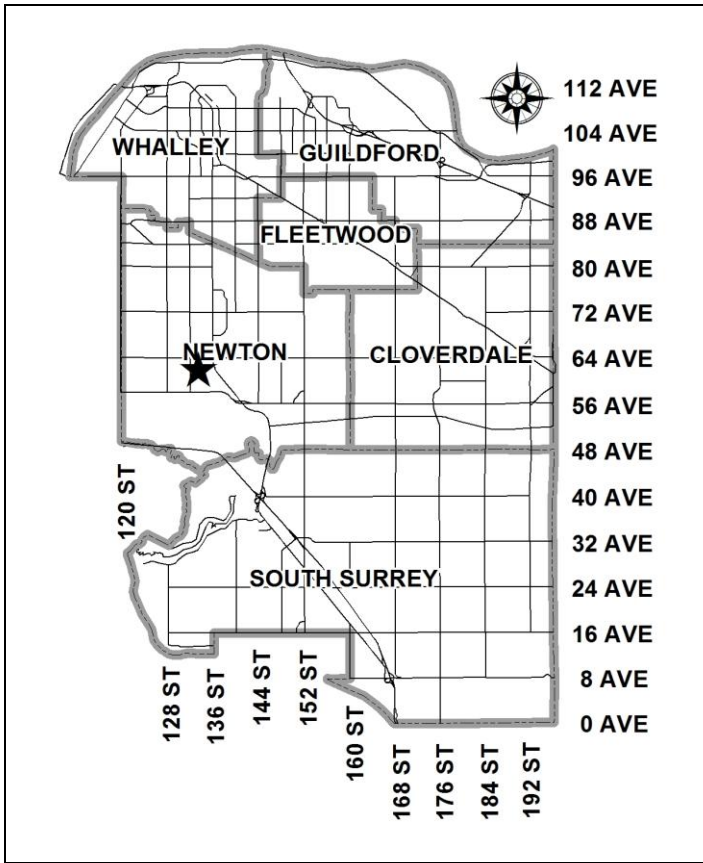 112 AVE
104 AVE
WHALLEY
GUILDFORD
96 AVE
88 AVE
FLEETWOOD
80 AVE
72 AVE
NEWTON
CLOVERDALE
64 AVE
56 AVE
48 AVE
120 ST
40 AVE
32 AVE
SOUTH SURREY
24 AVE
16 AVE
8 AVE
0 AVE
128 ST
136 ST
144 ST
152 ST
160 ST
168 ST
176 ST
184 ST
192 ST